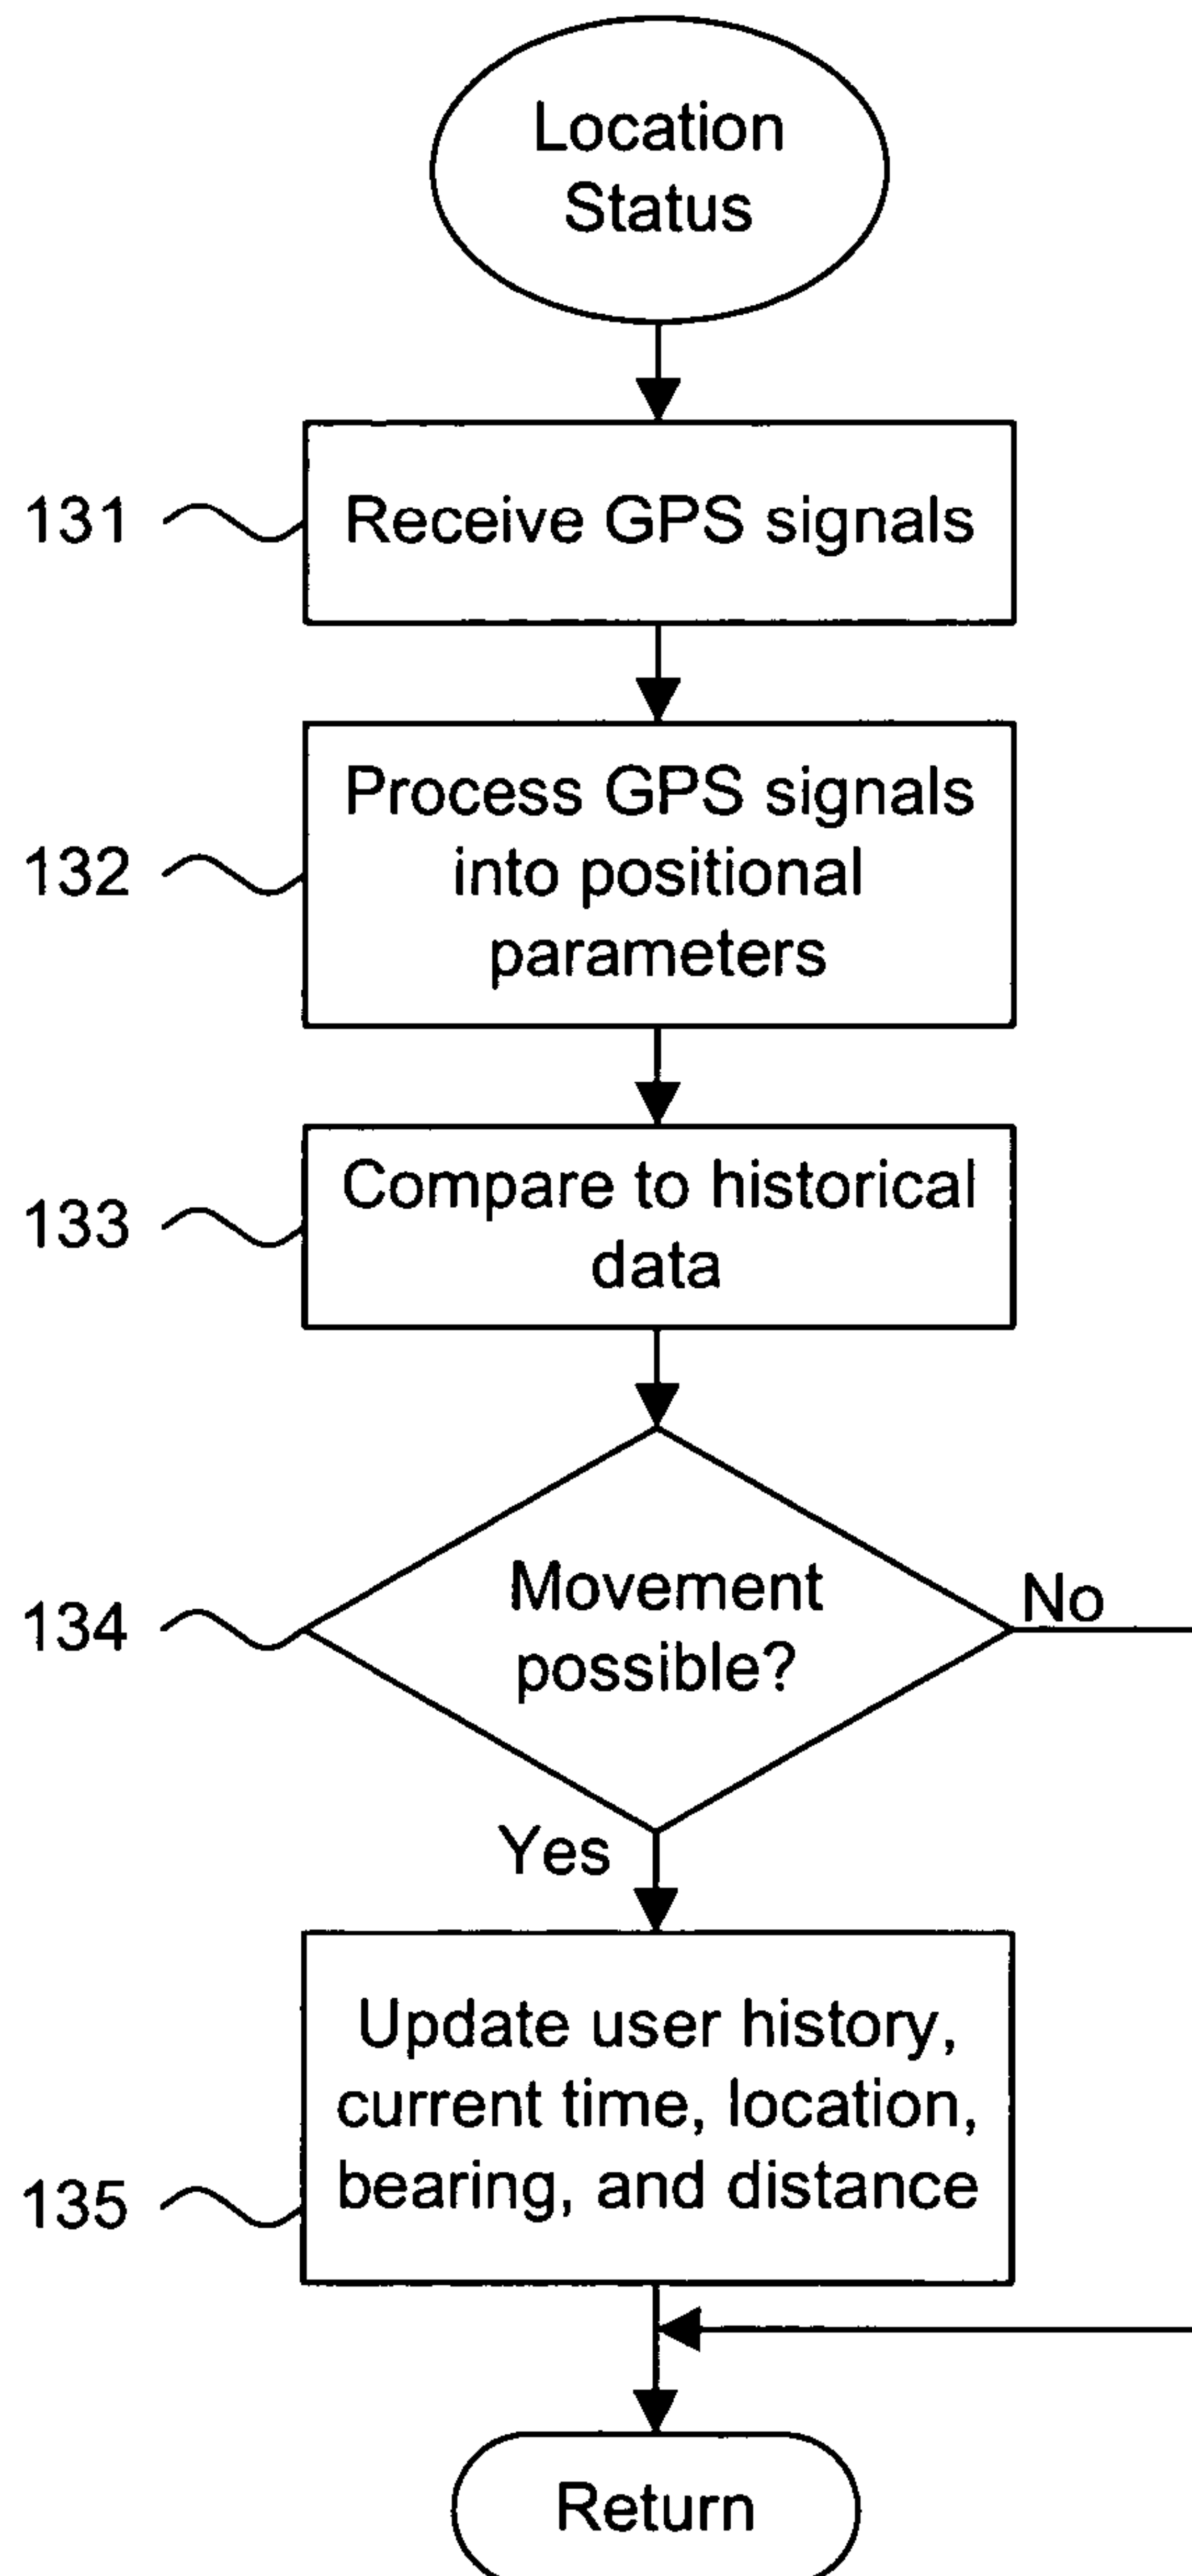 Location
Status
131
Receive GPS signals
132
Process GPS signals
into positional
parameters
133
Compare to historical
data
134
Movement
possible?
No
Yes
135
Update user history,
current time, location,
bearing, and distance
Return